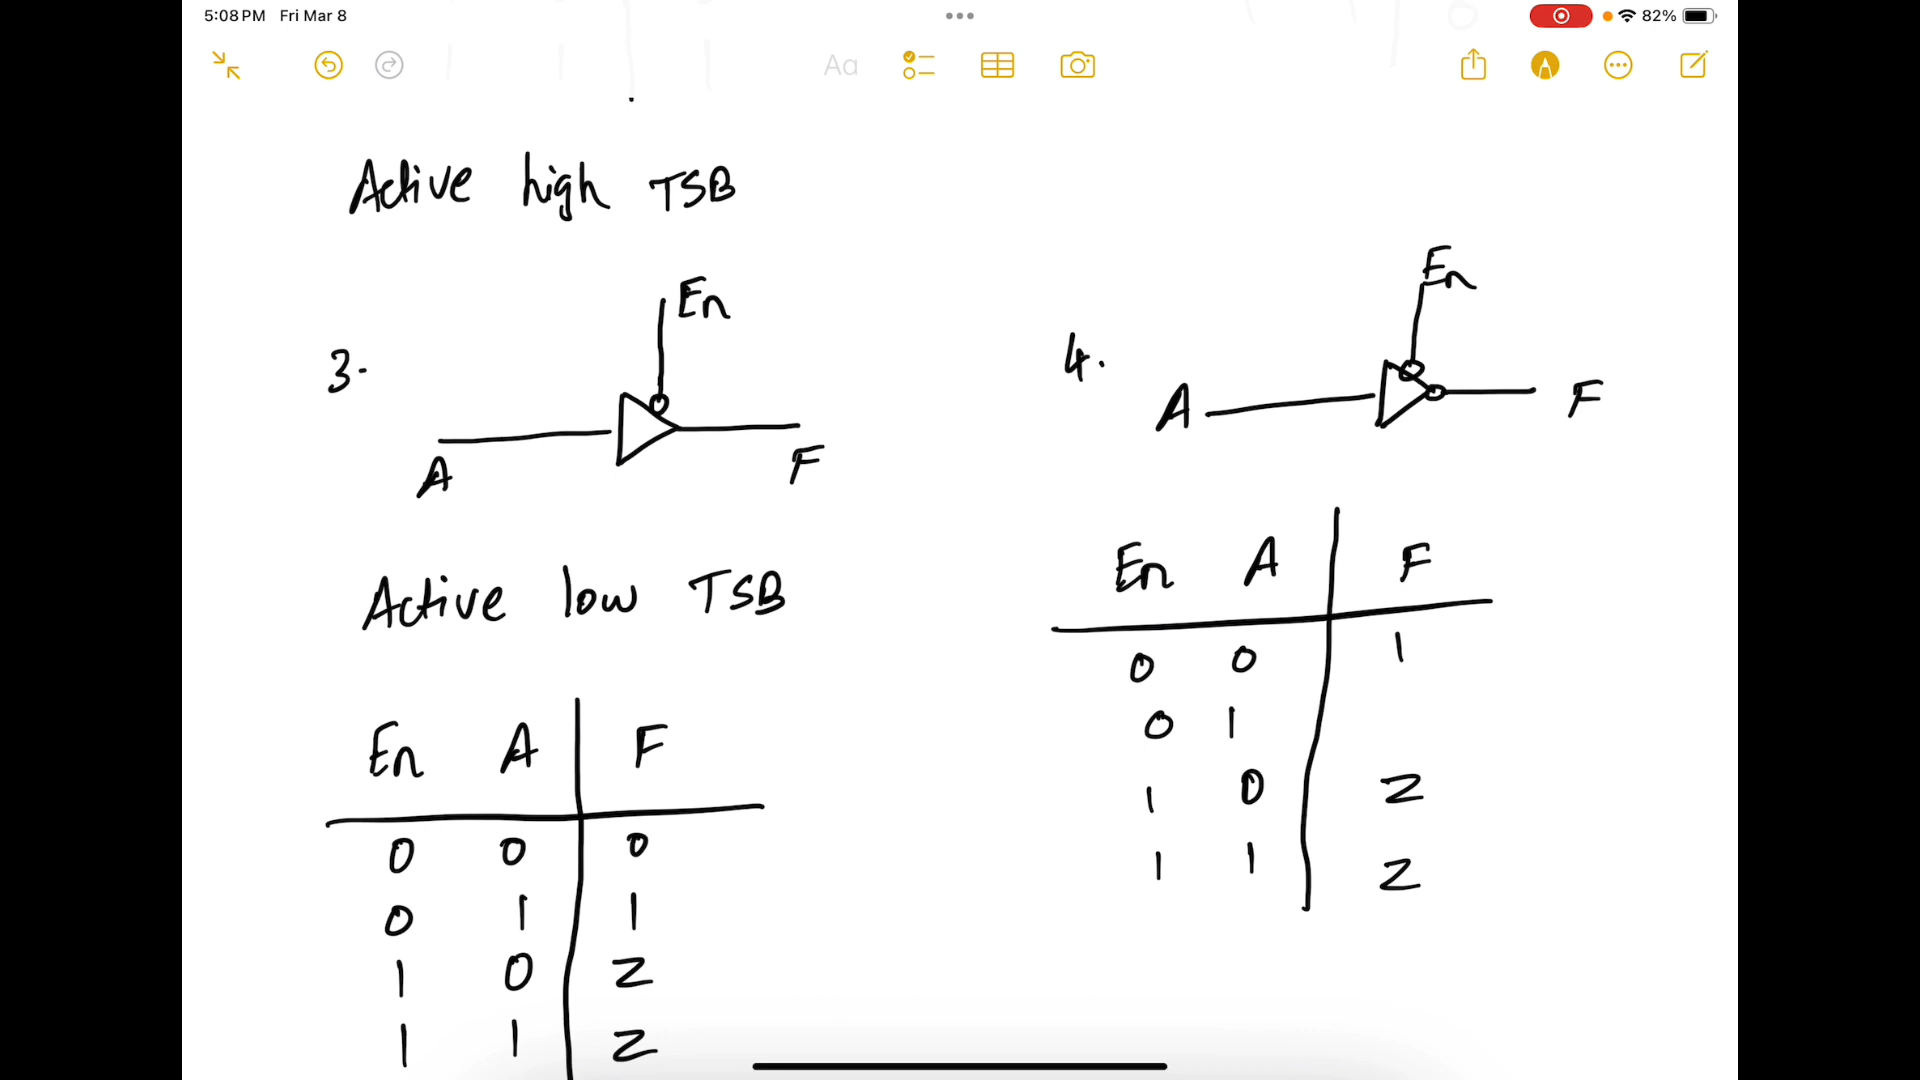 5:08 PM Fri Mar 8
82%
Aa
Active high TSB
En
3.
A
F
Active low TSB
En A F
0 0 0
0 1 1
1 0 Z
1 1 Z
En
4.
A
F
En A F
0 0 1
0 1
1 0 Z
1 1 Z